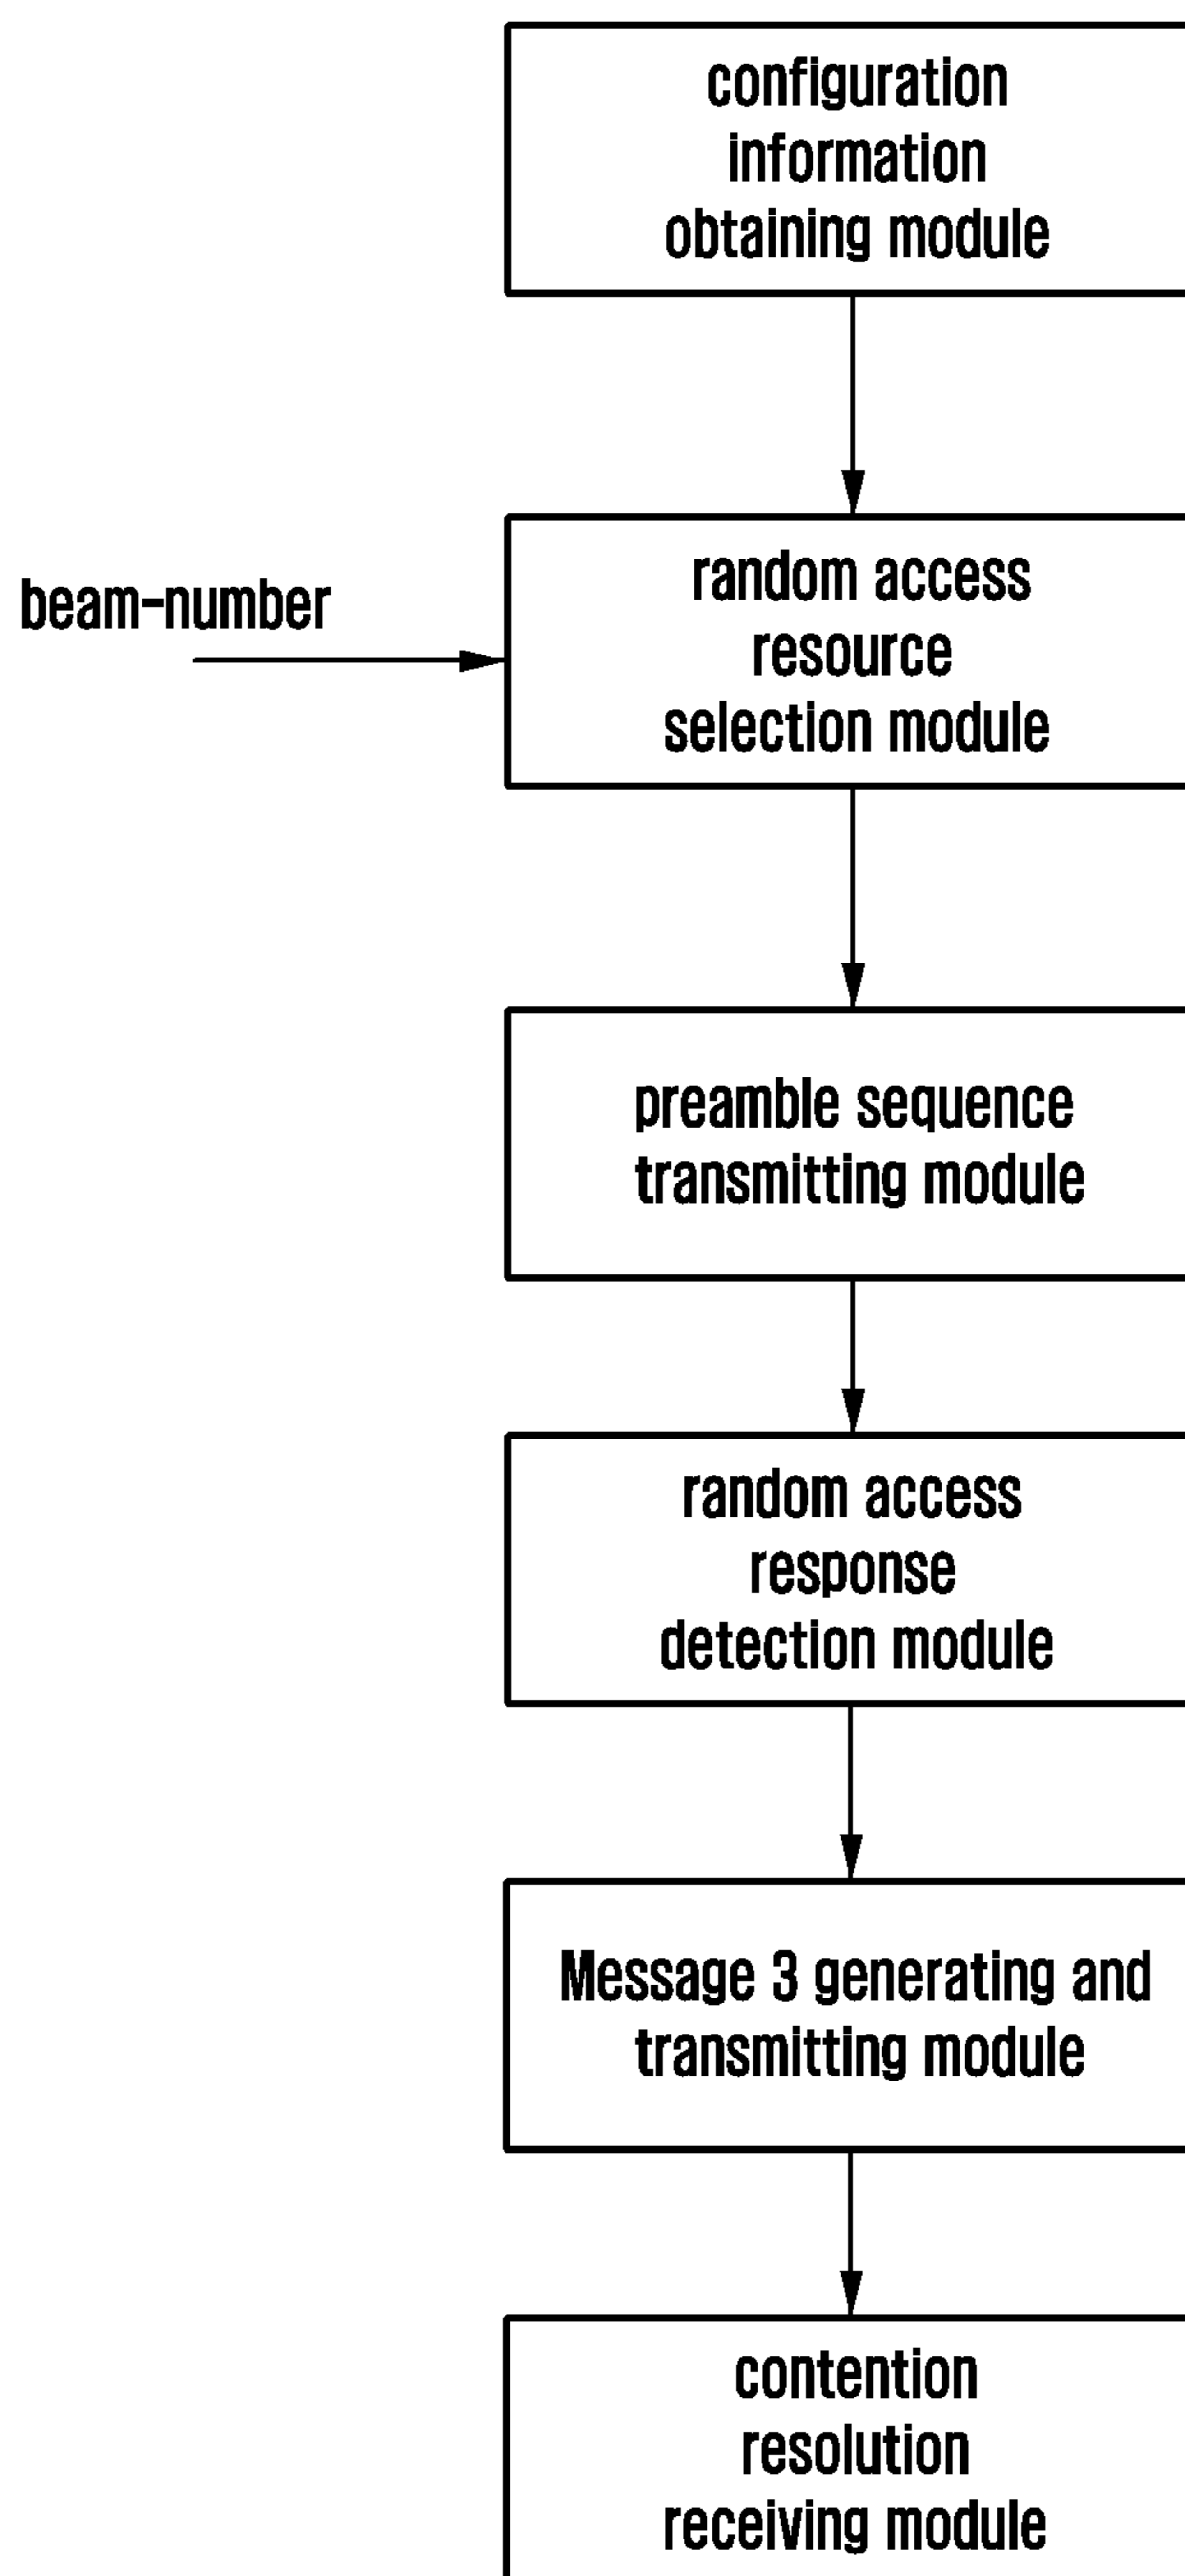 configuration
information
obtaining module
beam-number
random access
resource
selection module
preamble sequence
transmitting module
random access
response
detection module
Message 3 generating and
transmitting module
contention
resolution
receiving module